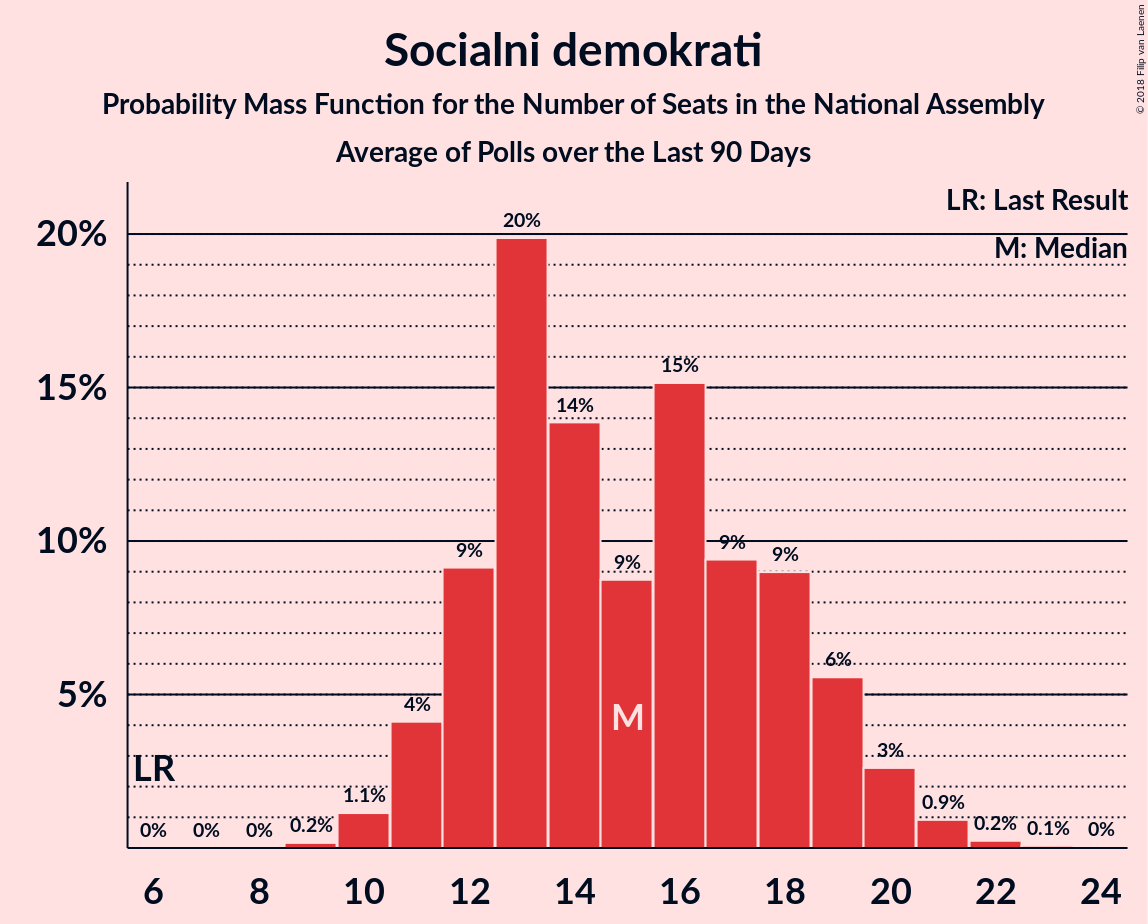 Socialni demokrati
Probability Mass Function for the Number of Seats in the National Assembly
Average of Polls over the Last 90 Days
© 2018 Filip van Laenen
LR: Last Result
M: Median
20%
15%
10%
5%
0%
0%
0%
0.2%
1.1%
4%
9%
20%
14%
9%
15%
9%
9%
6%
3%
0.9%
0.2%
0.1%
0%
LR
M
6 8 10 12 14 16 18 20 22 24